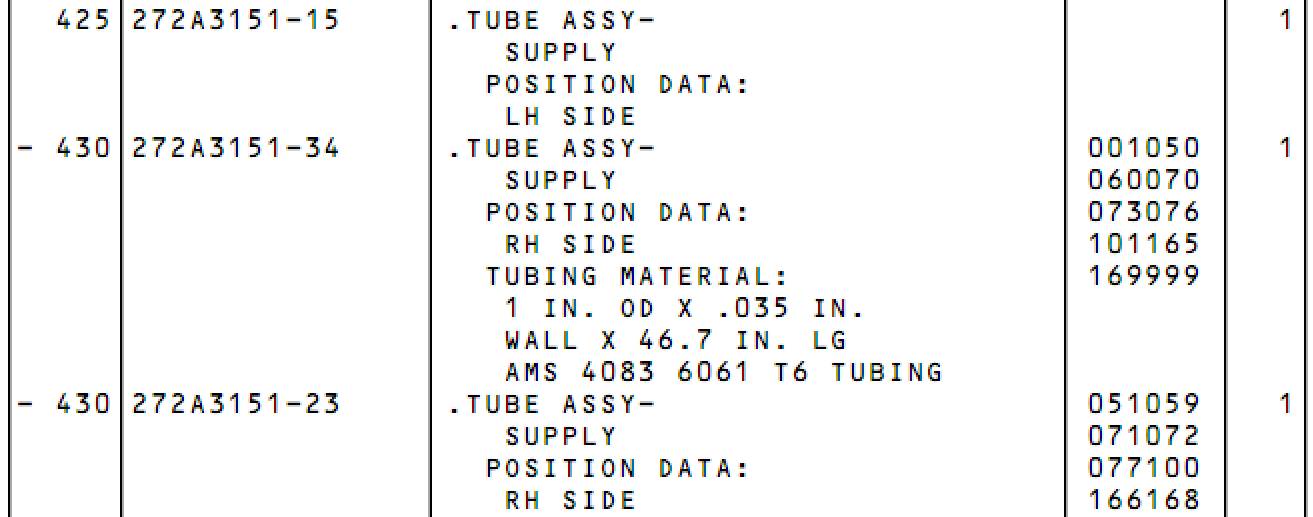 425 272A3151-15 .TUBE ASSY- 1
SUPPLY
POSITION DATA:
LH SIDE
- 430 272A3151-34 .TUBE ASSY- 001050 1
SUPPLY 060070
POSITION DATA: 073076
RH SIDE 101165
TUBING MATERIAL: 169999
1 IN. OD X .035 IN.
WALL X 46.7 IN. LG
AMS 4083 6061 T6 TUBING
- 430 272A3151-23 .TUBE ASSY- 051059 1
SUPPLY 071072
POSITION DATA: 077100
RH SIDE 166168